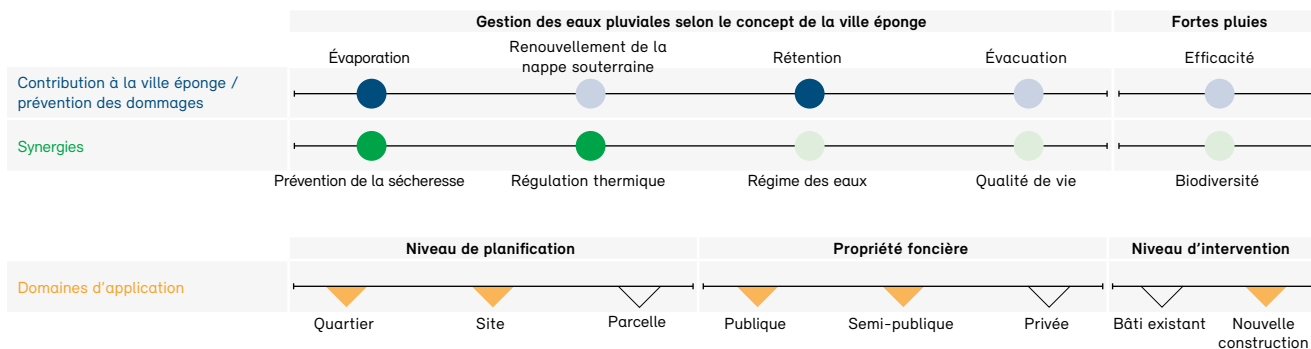 Gestion des eaux pluviales selon le concept de la ville éponge
Fortes pluies
Évaporation
Renouvellement de la
nappe souterraine
Rétention
Évacuation
Efficacité
Contribution à la ville éponge /
prévention des dommages
Synergies
Prévention de la sécheresse
Régulation thermique
Régime des eaux
Qualité de vie
Biodiversité
Niveau de planification
Propriété foncière
Niveau d'intervention
Domaines d'application
Quartier
Site
Parcelle
Publique
Semi-publique
Privée
Bâti existant
Nouvelle
construction